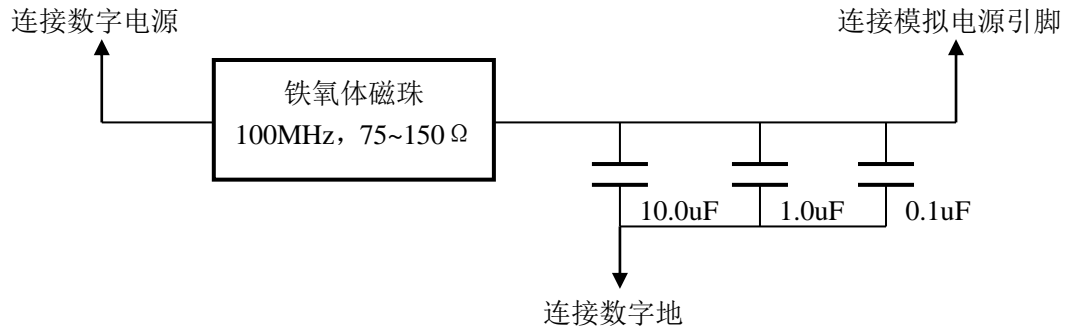 连接数字电源
连接模拟电源引脚
铁氧体磁珠
100MHz，75~150Ω
10.0uF
1.0uF
0.1uF
连接数字地